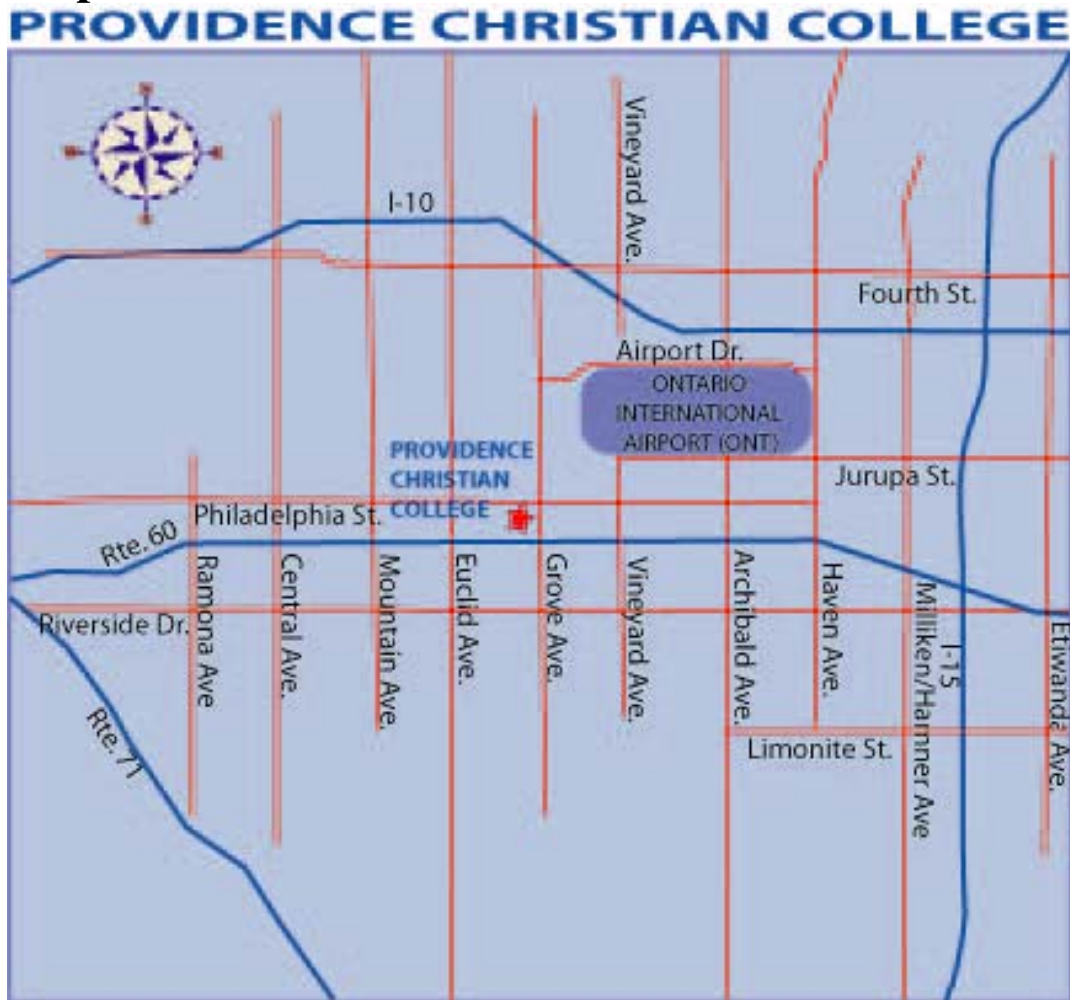 PROVIDENCE CHRISTIAN COLLEGE
Vineyard Ave.
I-10
Fourth St.
Airport Dr.
ONTARIO
INTERNATIONAL
AIRPORT (ONT)
PROVIDENCE
CHRISTIAN
COLLEGE
Jurupa St.
Philadelphia St.
Rte. 60
Ramona Ave
Central Ave.
Mountain Ave.
Euclid Ave.
Grove Ave.
Vineyard Ave.
Archibald Ave.
Haven Ave.
Milliken/Hamner Ave
I-15
Etiwanda Ave.
Riverside Dr.
Rte. 71
Limonite St.